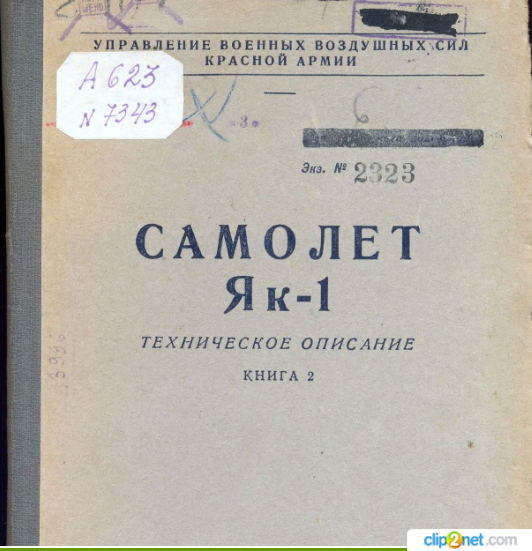 УПРАВЛЕНИЕ ВОЕННЫХ ВОЗДУШНЫХ СИЛ
КРАСНОЙ АРМИИ
А 623
N 7343
Экз. № 2323
САМОЛЕТ
Як-1
ТЕХНИЧЕСКОЕ ОПИСАНИЕ
КНИГА 2
clip2net.com